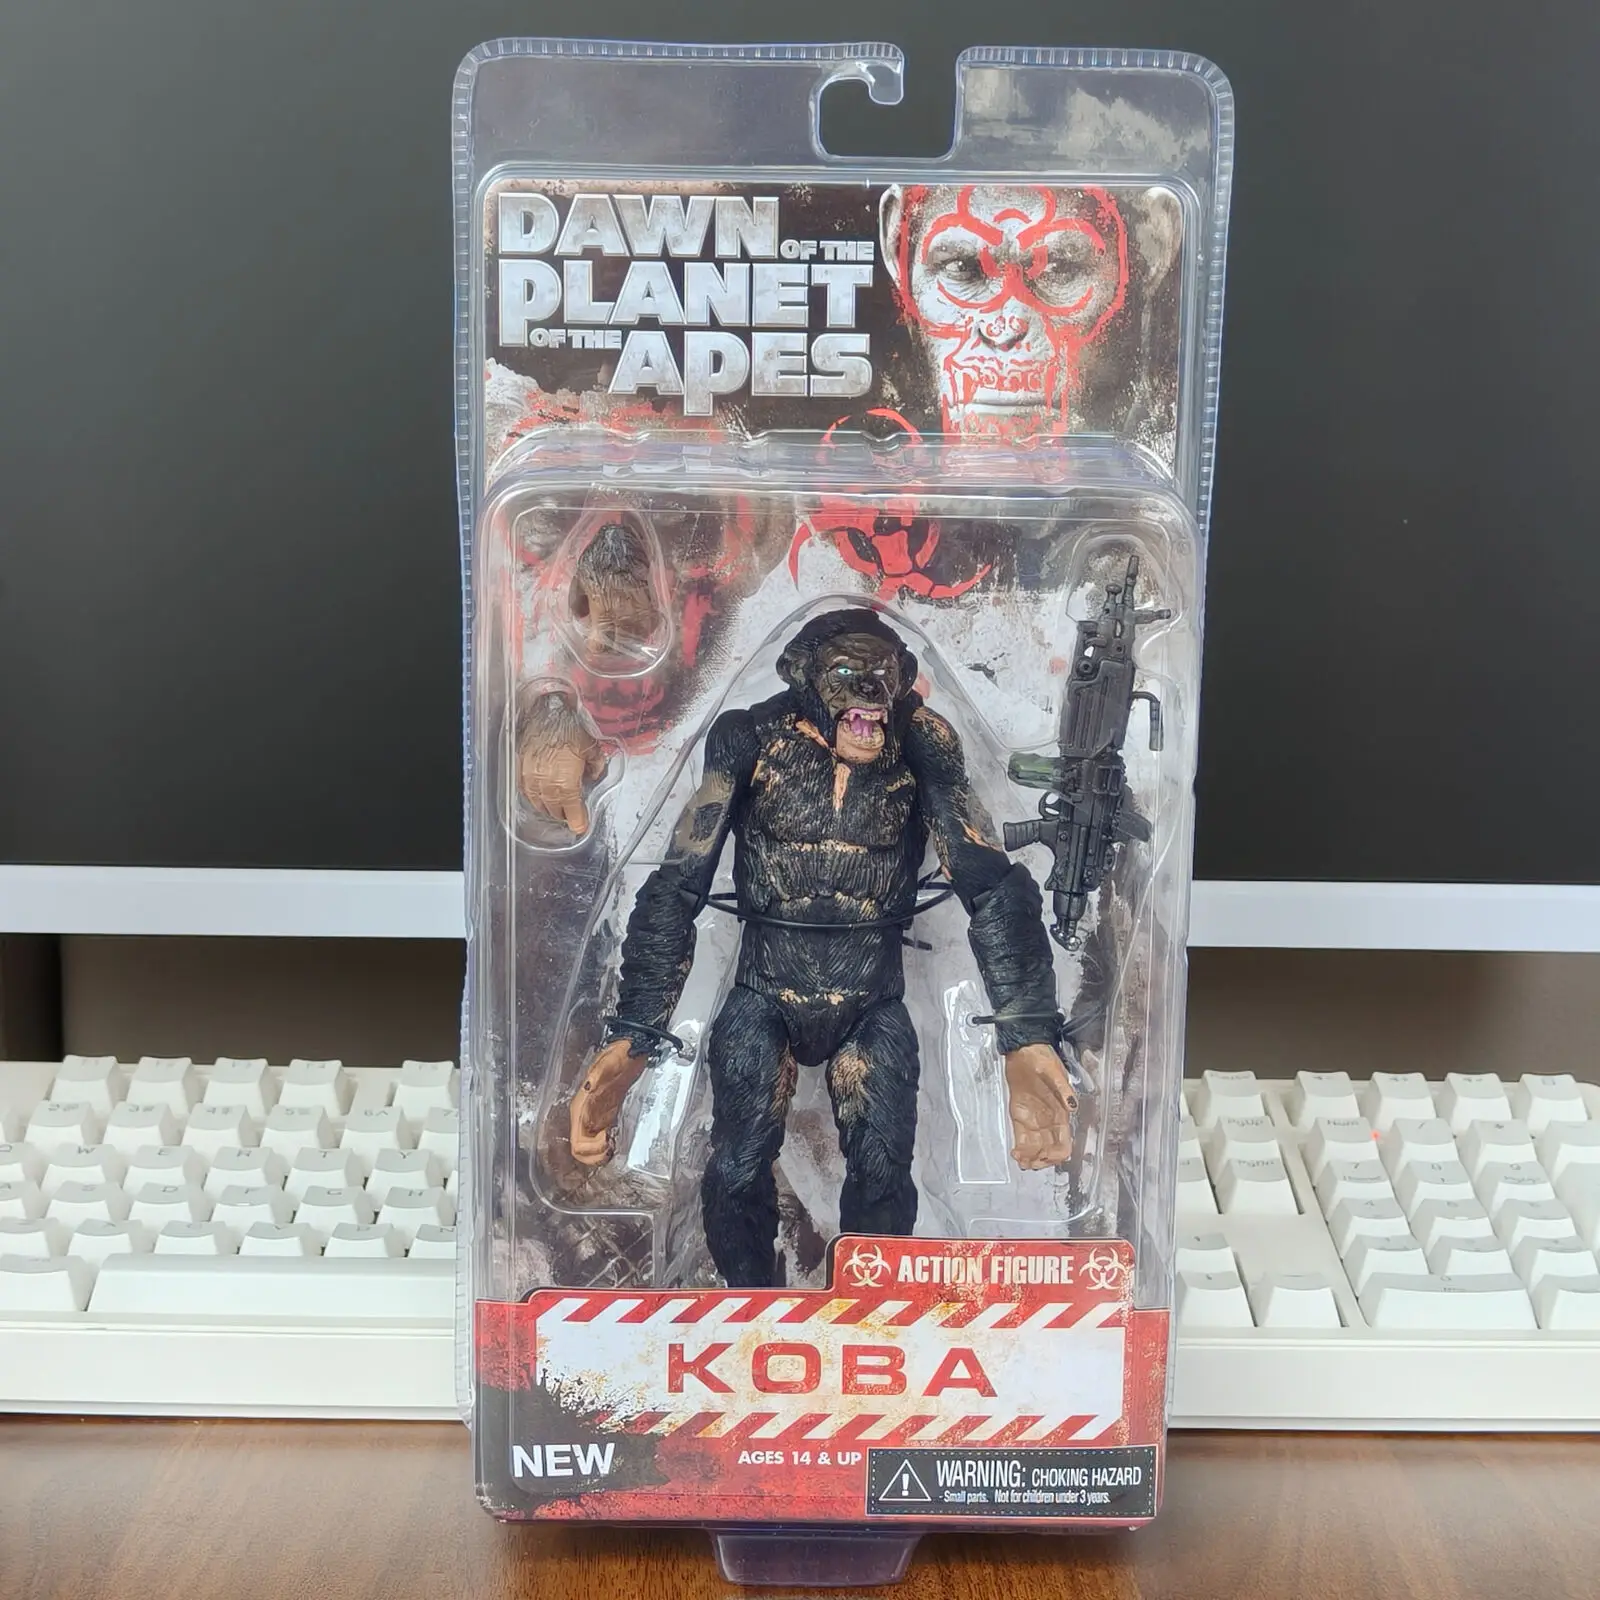 DAWN
OF THE
PLANET
OF THE
APES
ACTION FIGURE
KOBA
NEW
AGES 14 & UP
WARNING: CHOKING HAZARD
Small parts. Not for children under 3 years.